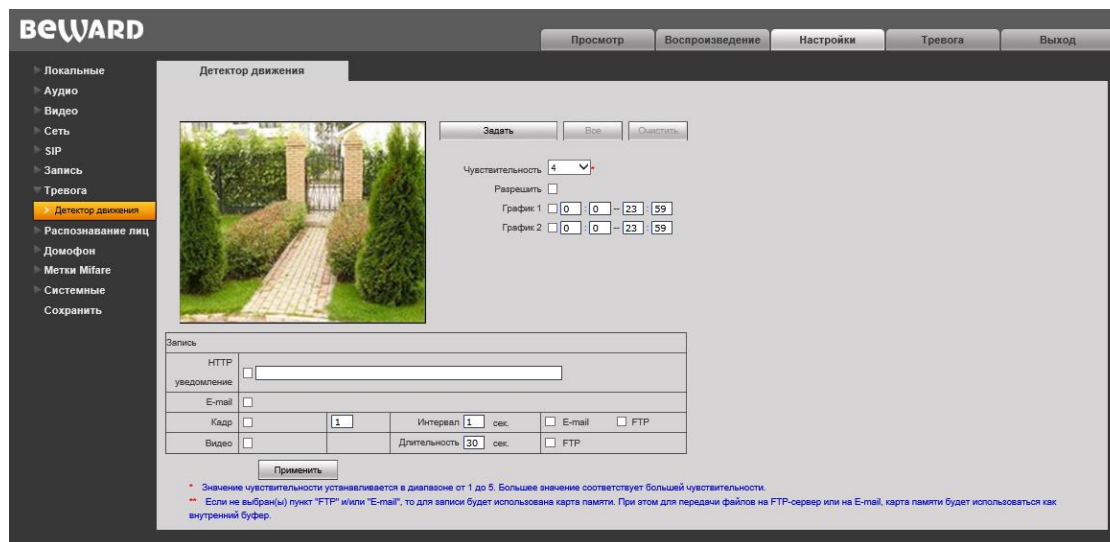 BEWARD
Просмотр Воспроизведение Настройки Тревога Выход
Локальные
Аудио
Видео
Сеть
SIP
Запись
Тревога
Детектор движения
Распознавание лиц
Домофон
Метки Mifare
Системные
Сохранить
Детектор движения
Задать Все Очистить
Чувствительность 4 *
Разрешить
График 1 0 : 0 -- 23 : 59
График 2 0 : 0 -- 23 : 59
Запись
HTTP
уведомление
E-mail
Кадр 1 Интервал 1 сек. E-mail FTP
Видео Длительность 30 сек. FTP
Применить
* Значение чувствительности устанавливается в диапазоне от 1 до 5. Большее значение соответствует большей чувствительности.
** Если не выбран(ы) пункт "FTP" и/или "E-mail", то для записи будет использована карта памяти. При этом для передачи файлов на FTP-сервер или на E-mail, карта памяти будет использоваться как
внутренний буфер.